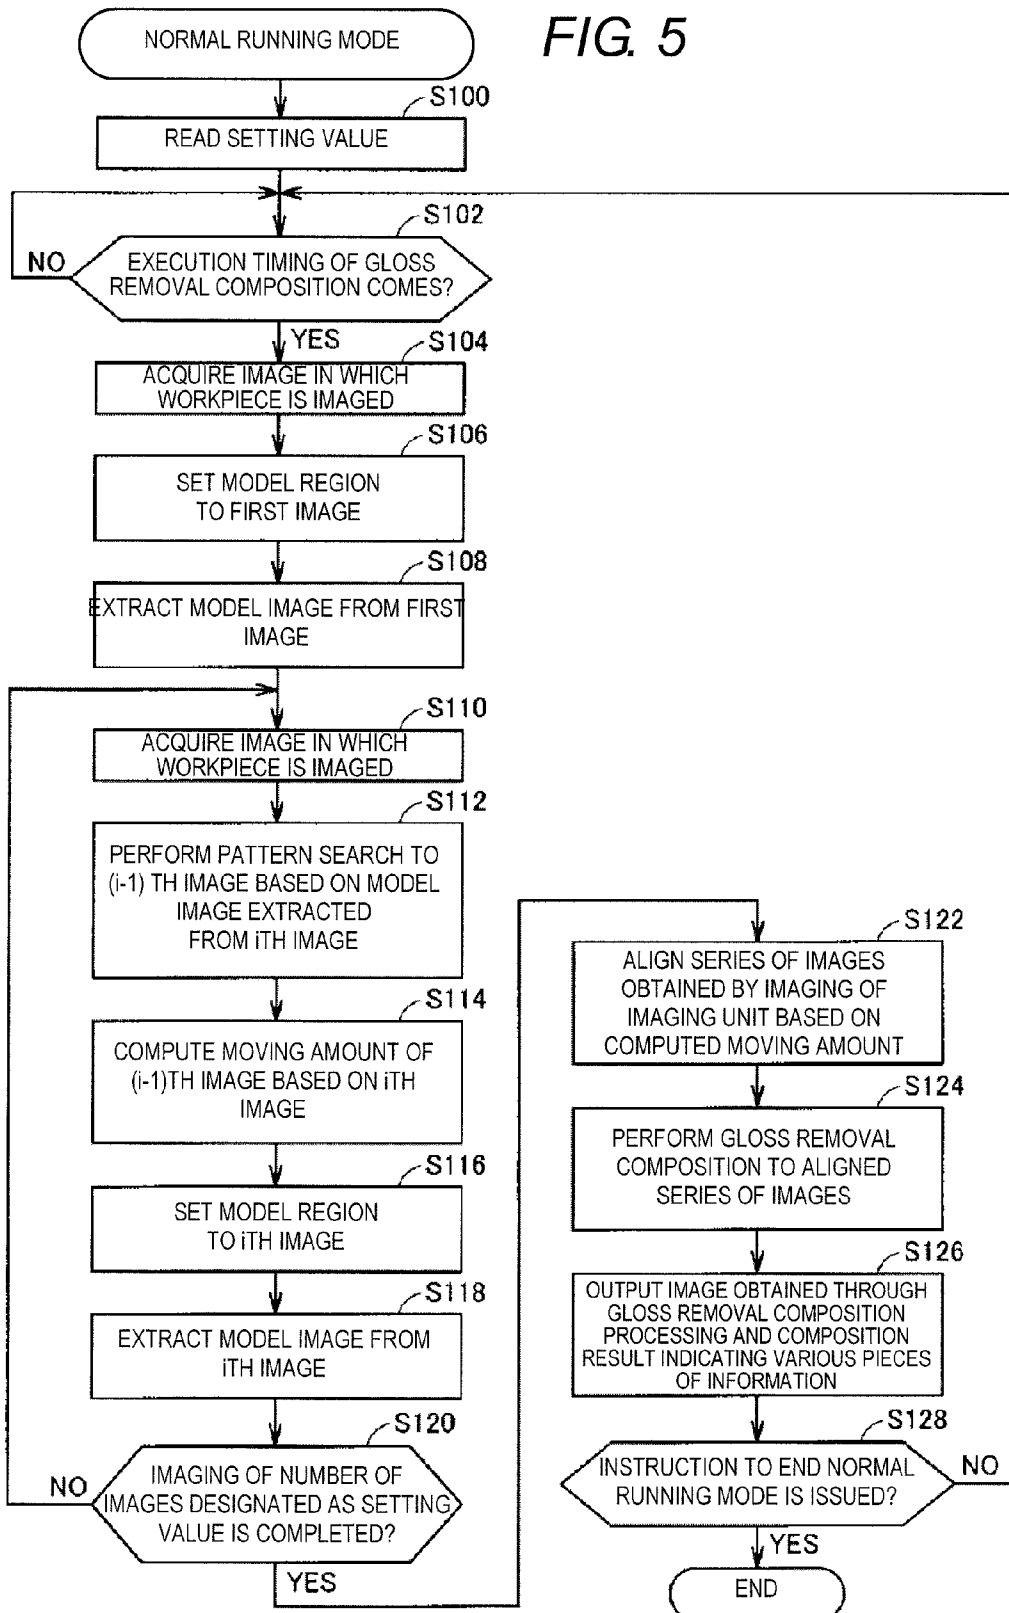 FIG. 5
NORMAL RUNNING MODE
S100
READ SETTING VALUE
S102
EXECUTION TIMING OF GLOSS
REMOVAL COMPOSITION COMES?
NO
YES
S104
ACQUIRE IMAGE IN WHICH
WORKPIECE IS IMAGED
S106
SET MODEL REGION
TO FIRST IMAGE
S108
EXTRACT MODEL IMAGE FROM FIRST
IMAGE
S110
ACQUIRE IMAGE IN WHICH
WORKPIECE IS IMAGED
S112
PERFORM PATTERN SEARCH TO
(i-1) TH IMAGE BASED ON MODEL
IMAGE EXTRACTED
FROM iTH IMAGE
S114
COMPUTE MOVING AMOUNT OF
(i-1)TH IMAGE BASED ON iTH
IMAGE
S116
SET MODEL REGION
TO iTH IMAGE
S118
EXTRACT MODEL IMAGE FROM
iTH IMAGE
S120
IMAGING OF NUMBER OF
IMAGES DESIGNATED AS SETTING
VALUE IS COMPLETED?
NO
YES
S122
ALIGN SERIES OF IMAGES
OBTAINED BY IMAGING OF
IMAGING UNIT BASED ON
COMPUTED MOVING AMOUNT
S124
PERFORM GLOSS REMOVAL
COMPOSITION TO ALIGNED
SERIES OF IMAGES
S126
OUTPUT IMAGE OBTAINED THROUGH
GLOSS REMOVAL COMPOSITION
PROCESSING AND COMPOSITION
RESULT INDICATING VARIOUS PIECES
OF INFORMATION
S128
INSTRUCTION TO END NORMAL
RUNNING MODE IS ISSUED?
NO
YES
END